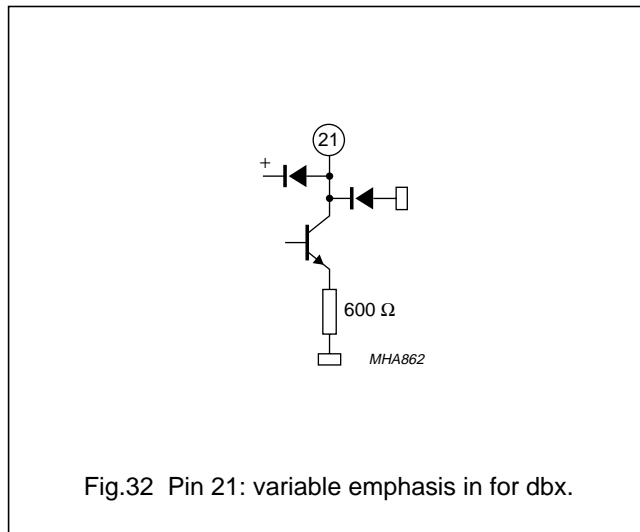 21
+
600 Ω
MHA862
Fig.32 Pin 21: variable emphasis in for dbx.